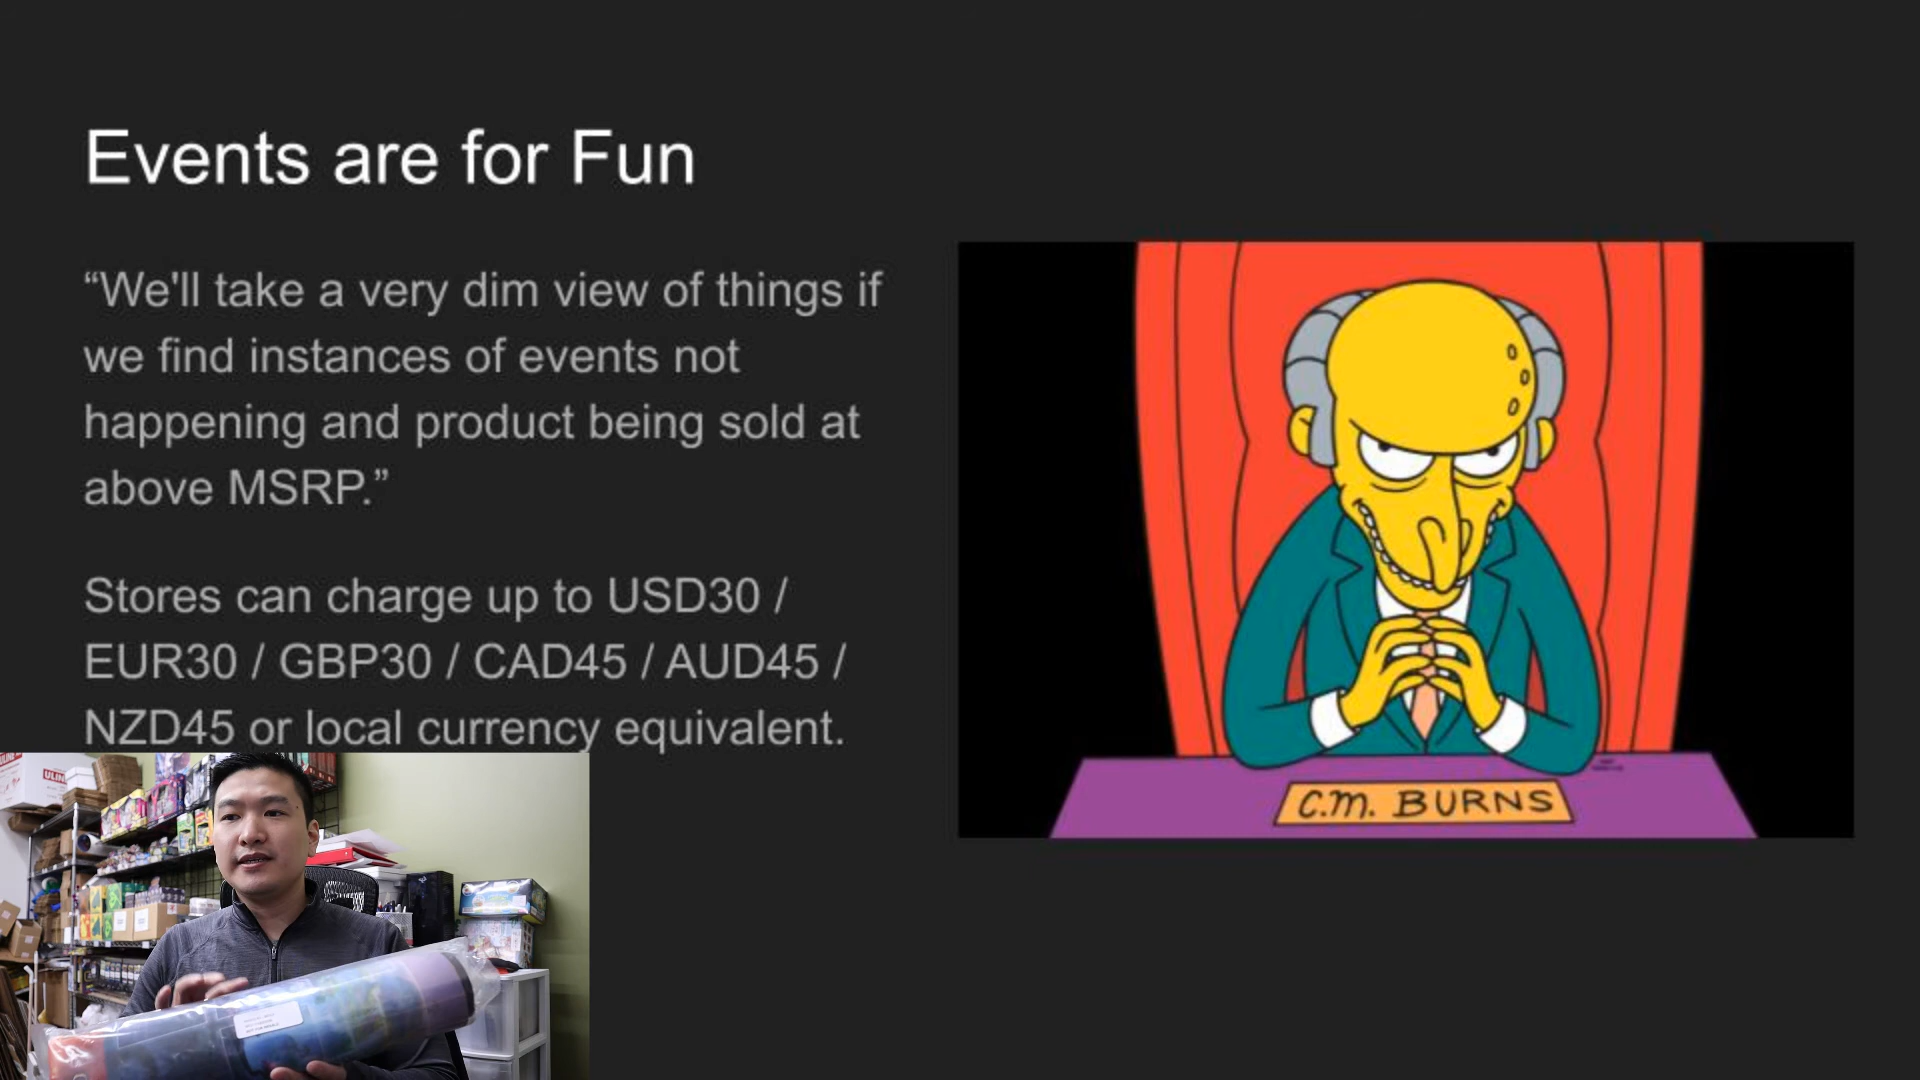 Events are for Fun
“We'll take a very dim view of things if
we find instances of events not
happening and product being sold at
above MSRP.”
Stores can charge up to USD30 /
EUR30 / GBP30 / CAD45 / AUD45 /
NZD45 or local currency equivalent.
C.M. BURNS